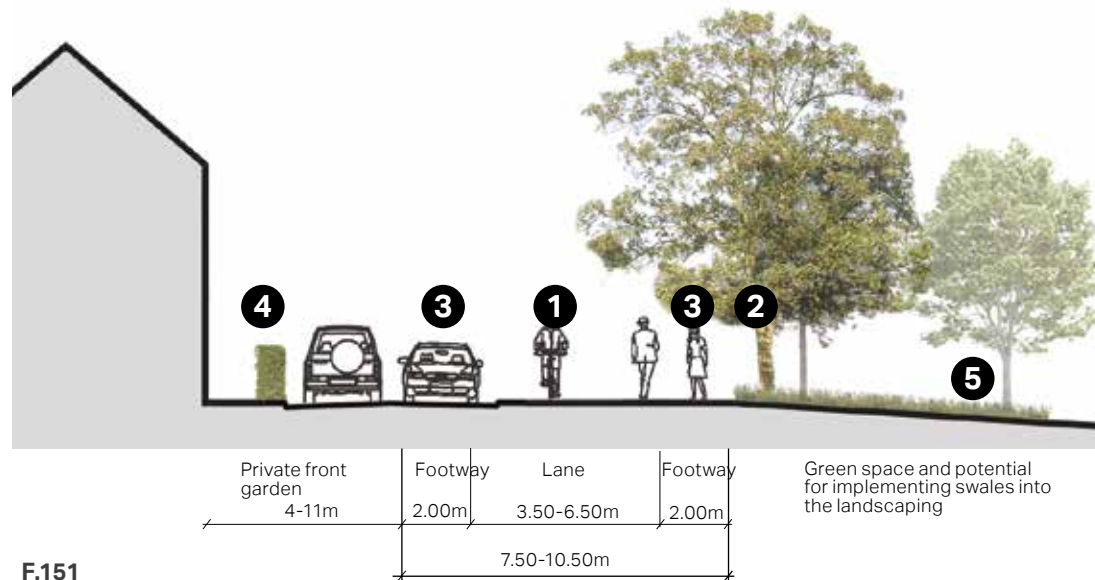 4
3
1
3
2
5
Private front
garden
4-11m
Footway
2.00m
Lane
3.50-6.50m
Footway
2.00m
Green space and potential
for implementing swales into
the landscaping
7.50-10.50m
F.151